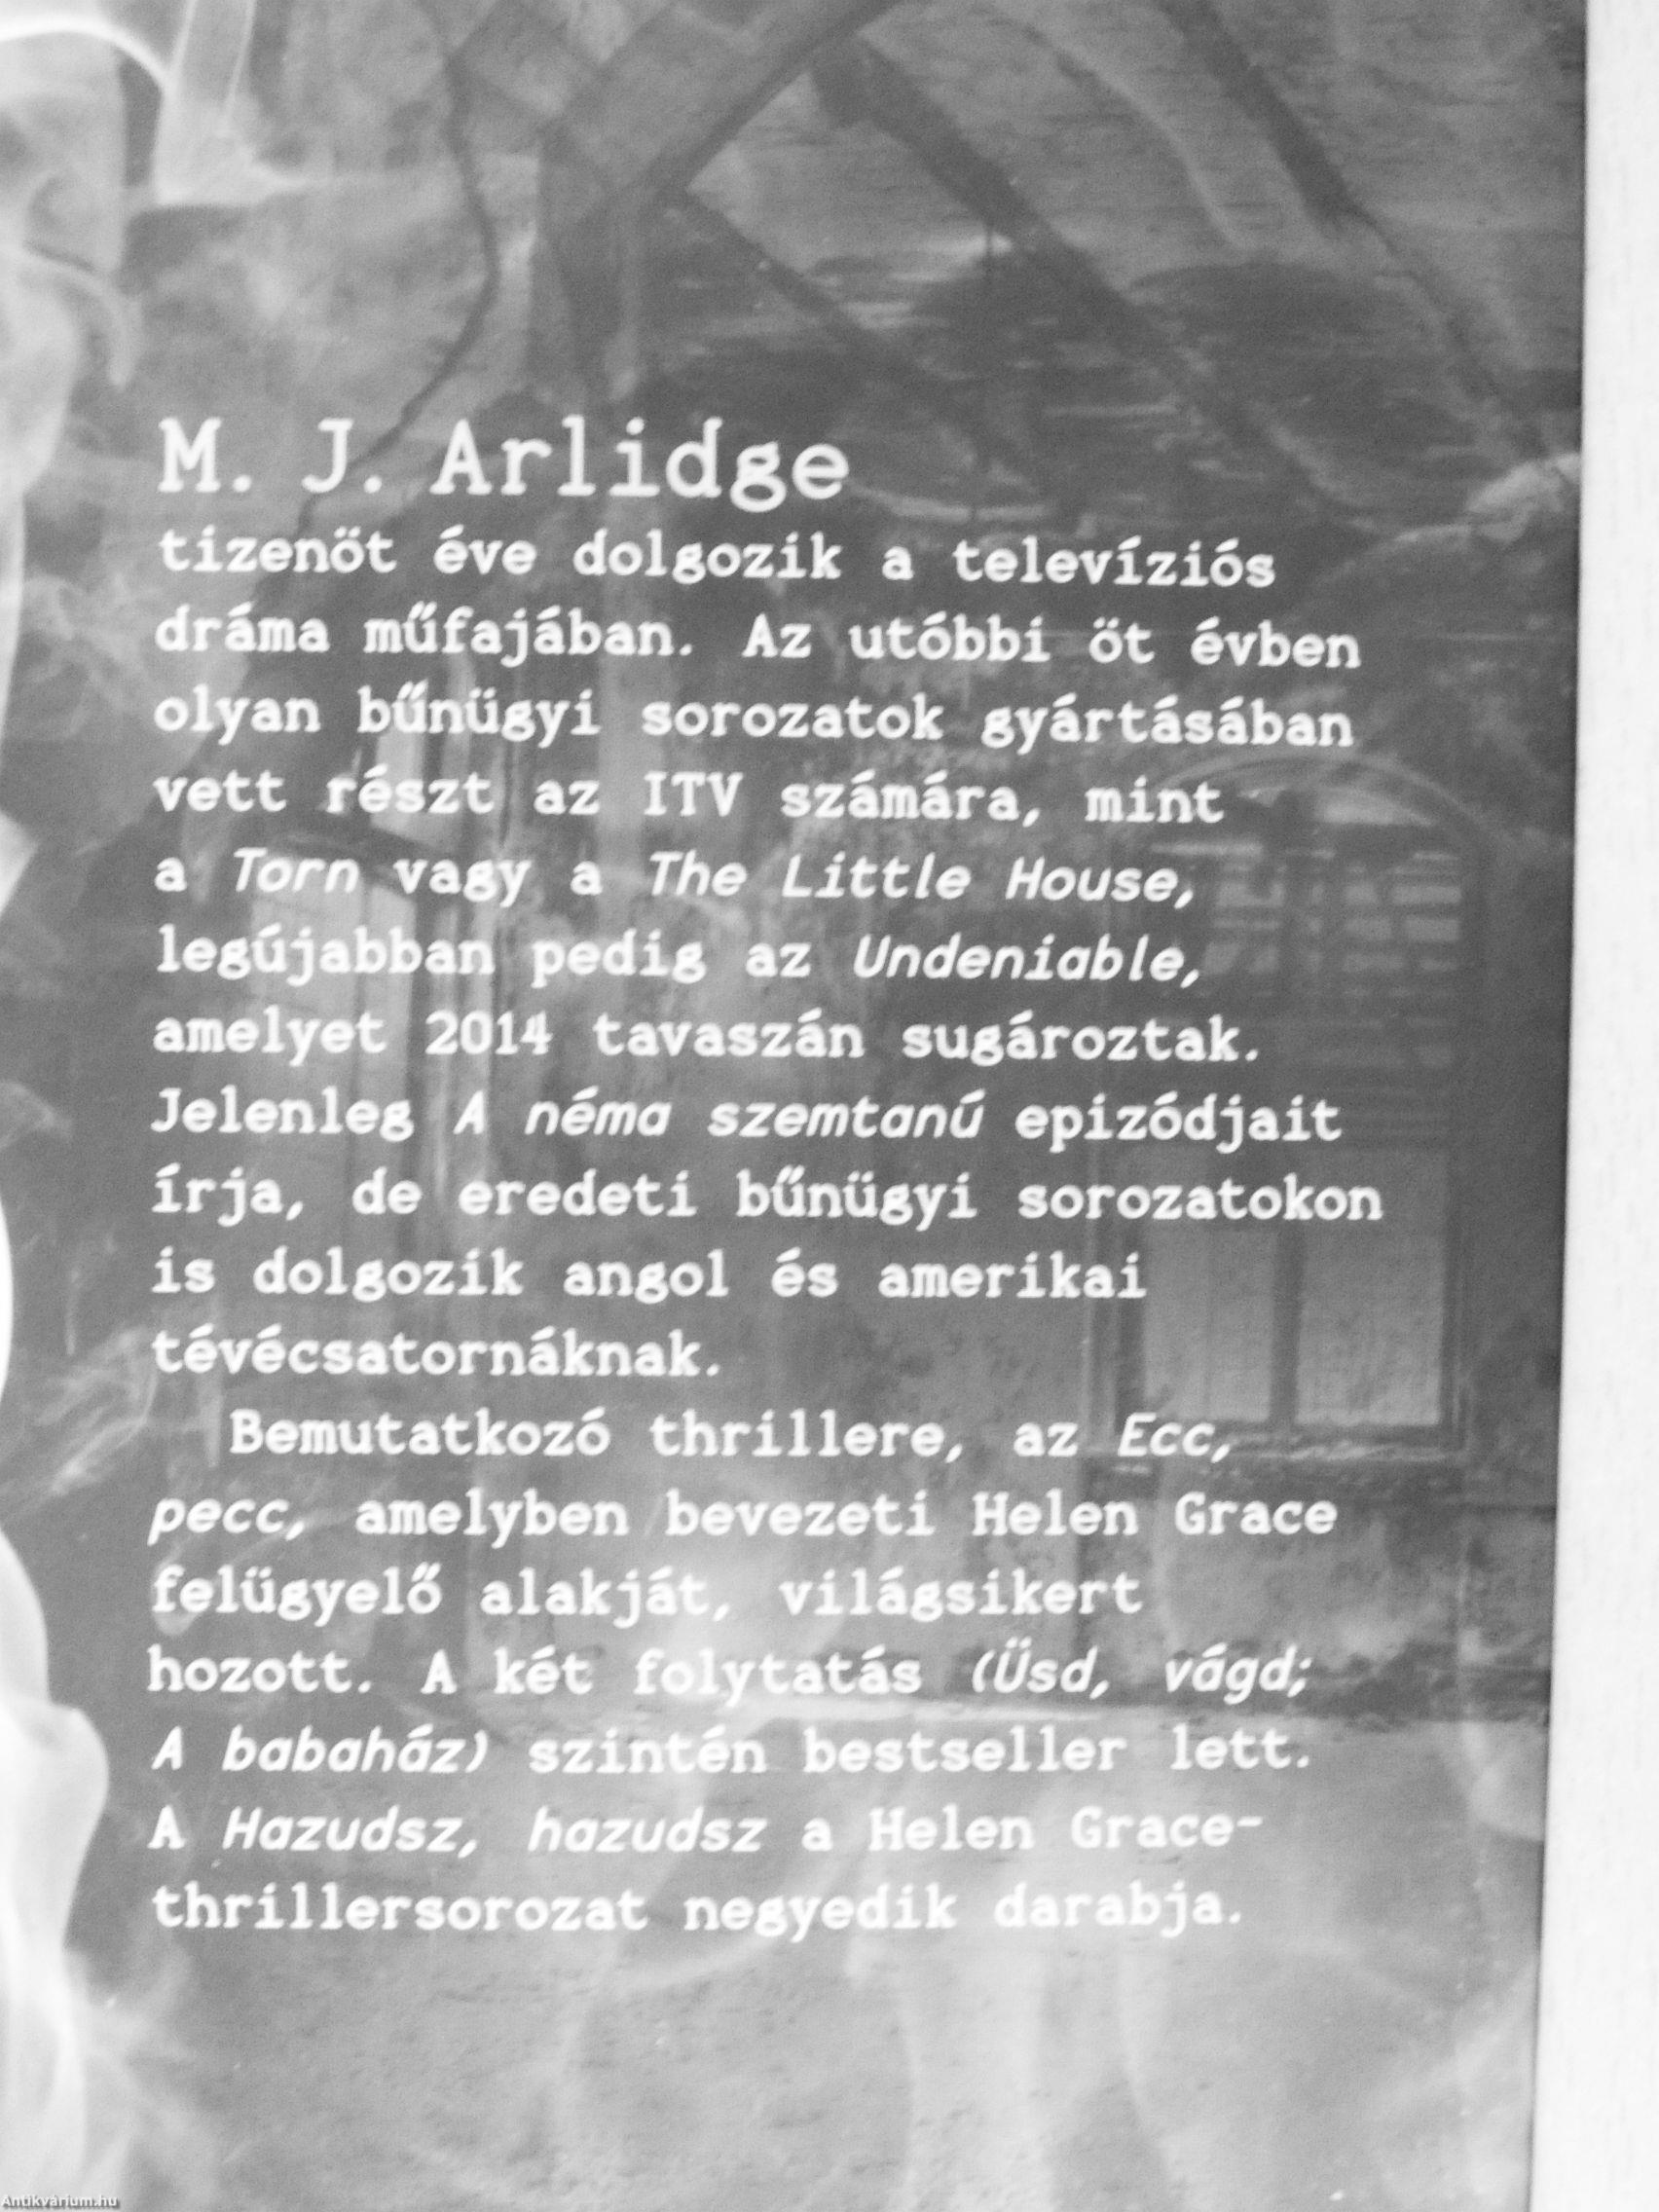 M. J. Arlidge
tizenöt éve dolgozik a televíziós
dráma műfajában. Az utóbbi öt évben
olyan bűnügyi sorozatok gyártásában
vett részt az ITV számára, mint
a Torn vagy a The Little House,
legújabban pedig az Undeniable,
amelyet 2014 tavaszán sugároztak.
Jelenleg A néma szemtanú epizódjait
írja, de eredeti bűnügyi sorozatokon
is dolgozik angol és amerikai
tévécsatornáknak.
Bemutatkozó thrillere, az Ecc,
pecc, amelyben bevezeti Helen Grace
felügyelő alakját, világsikert
hozott. A két folytatás (Üsd, vágd;
A babaház) szintén bestseller lett.
A Hazudsz, hazudsz a Helen Grace-
thrillersorozat negyedik darabja.
Antikvárium.hu